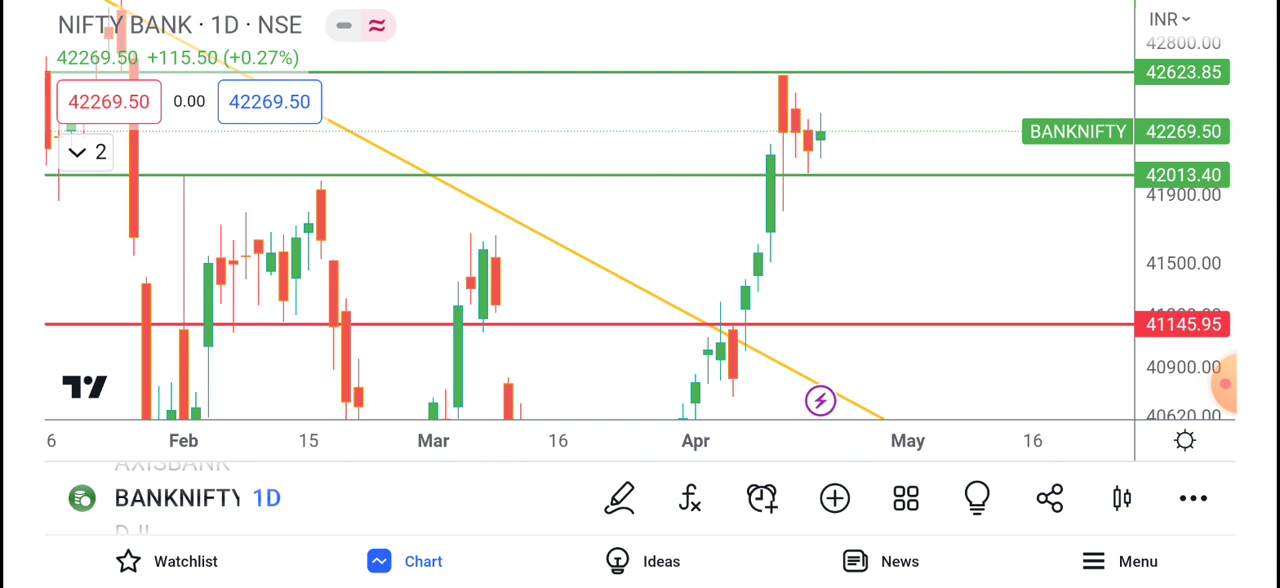 NIFTY BANK · 1D · NSE
INR
42800.00
42269.50 +115.50 (+0.27%)
42623.85
42269.50 0.00 42269.50
BANKNIFTY 42269.50
2
42013.40
41900.00
41500.00
41145.95
40900.00
40620.00
6 Feb 15 Mar 16 Apr May 16
AXISBANK
BANKNIFTY 1D
Watchlist Chart Ideas News Menu